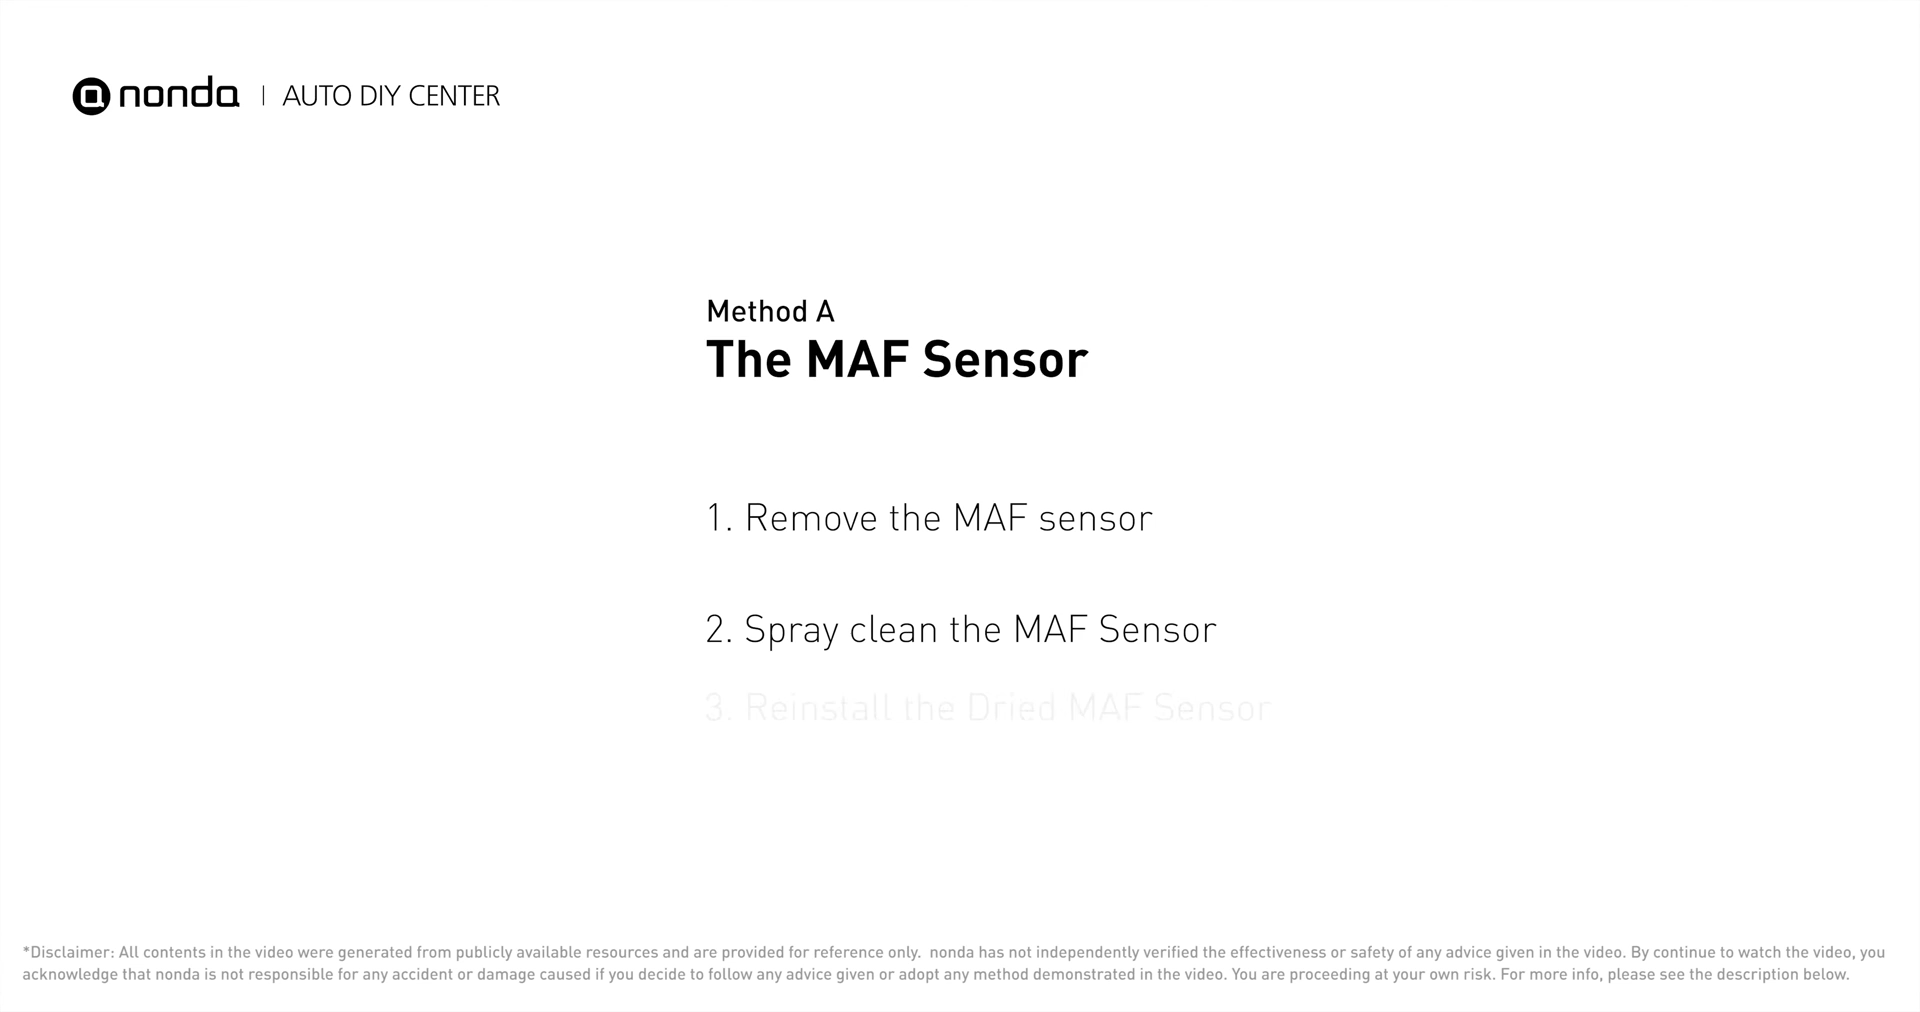 nonda | AUTO DIY CENTER
Method A
The MAF Sensor
1. Remove the MAF sensor
2. Spray clean the MAF Sensor
3. Reinstall the Dried MAF Sensor
*Disclaimer: All contents in the video were generated from publicly available resources and are provided for reference only.  nonda has not independently verified the effectiveness or safety of any advice given in the video. By continue to watch the video, you
acknowledge that nonda is not responsible for any accident or damage caused if you decide to follow any advice given or adopt any method demonstrated in the video. You are proceeding at your own risk. For more info, please see the description below.